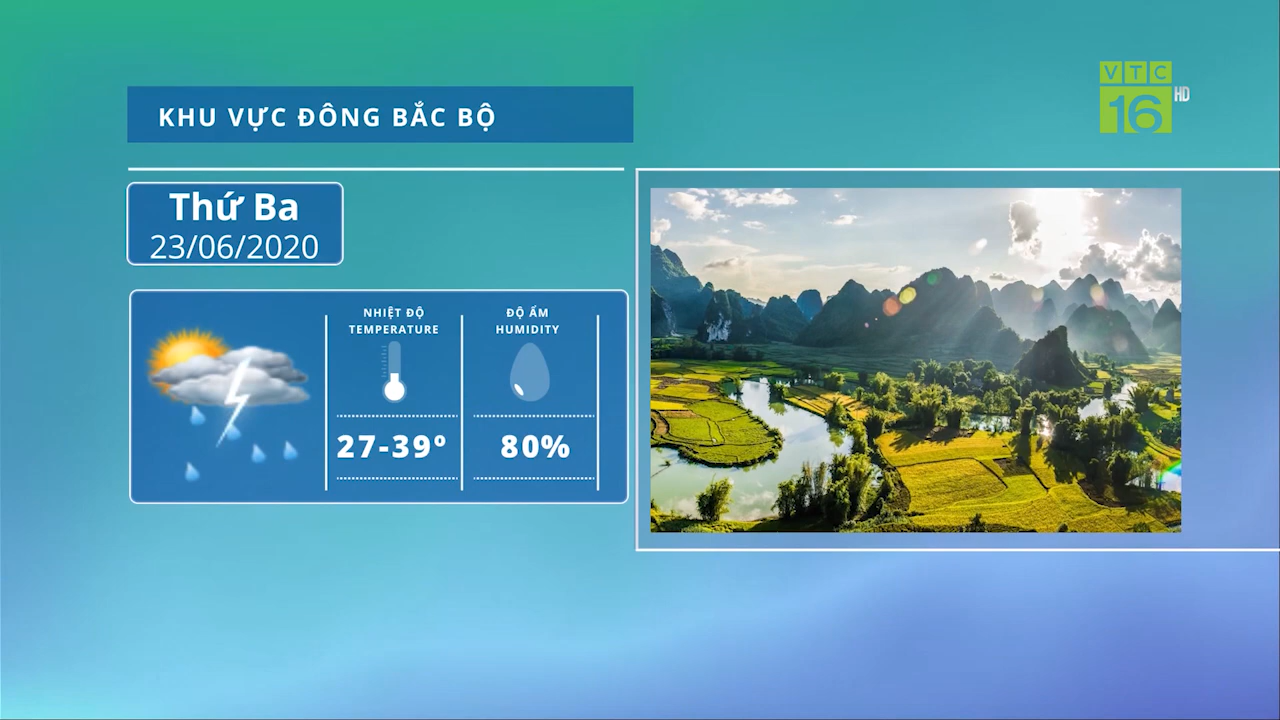 KHU VỰC ĐÔNG BẮC BỘ
VTC
16 HD
Thứ Ba
23/06/2020
NHIỆT ĐỘ
TEMPERATURE
27-39º
ĐỘ ẨM
HUMIDITY
80%